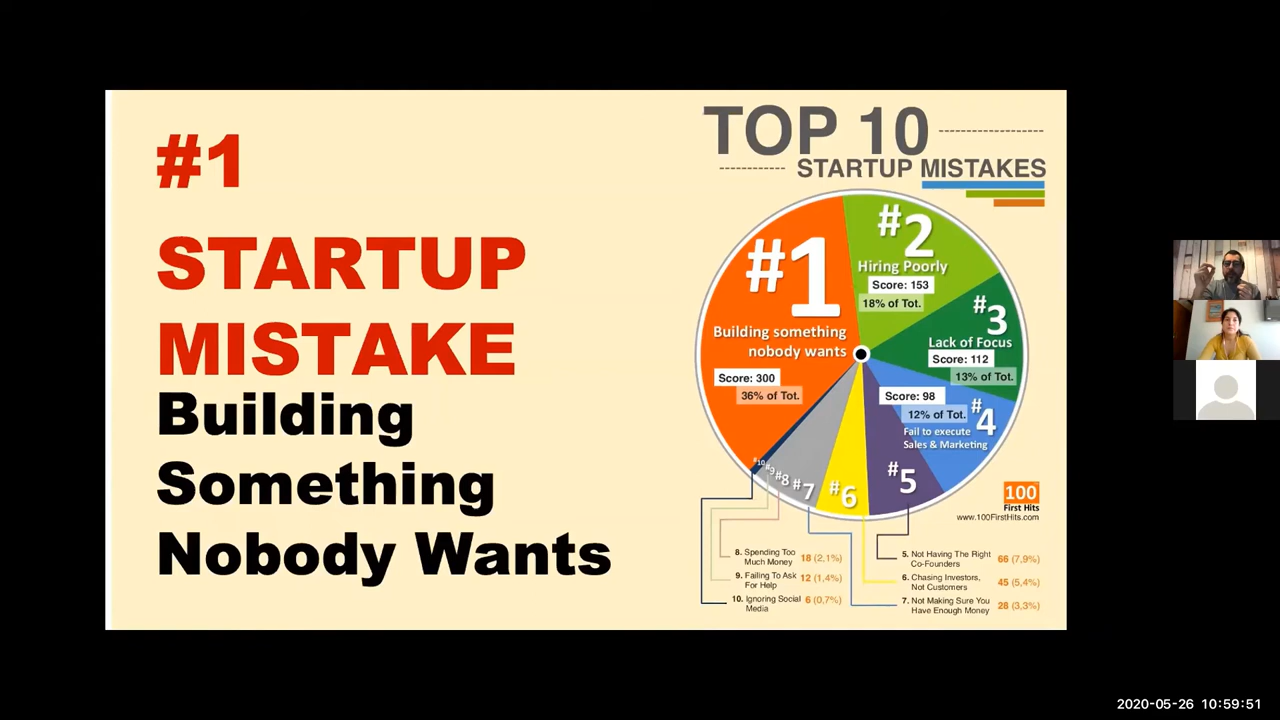 #1
STARTUP
MISTAKE
Building
Something
Nobody Wants
TOP 10
STARTUP MISTAKES
#1
Building something
nobody wants
Score: 300
36% of Tot.
#2
Hiring Poorly
Score: 153
18% of Tot.
#3
Lack of Focus
Score: 112
13% of Tot.
Score: 98
12% of Tot.
#4
Fail to execute
Sales & Marketing
#5
#6
#7
#8
#9
#10
100
First Hits
www.100FirstHits.com
8. Spending Too
Much Money 18 (2,1%)
9. Failing To Ask
For Help 12 (1,4%)
10. Ignoring Social
Media 6 (0,7%)
5. Not Having The Right
Co-Founders 66 (7,9%)
6. Chasing Investors,
Not Customers 45 (5,4%)
7. Not Making Sure You
Have Enough Money 28 (3,3%)
2020-05-26 10:59:51